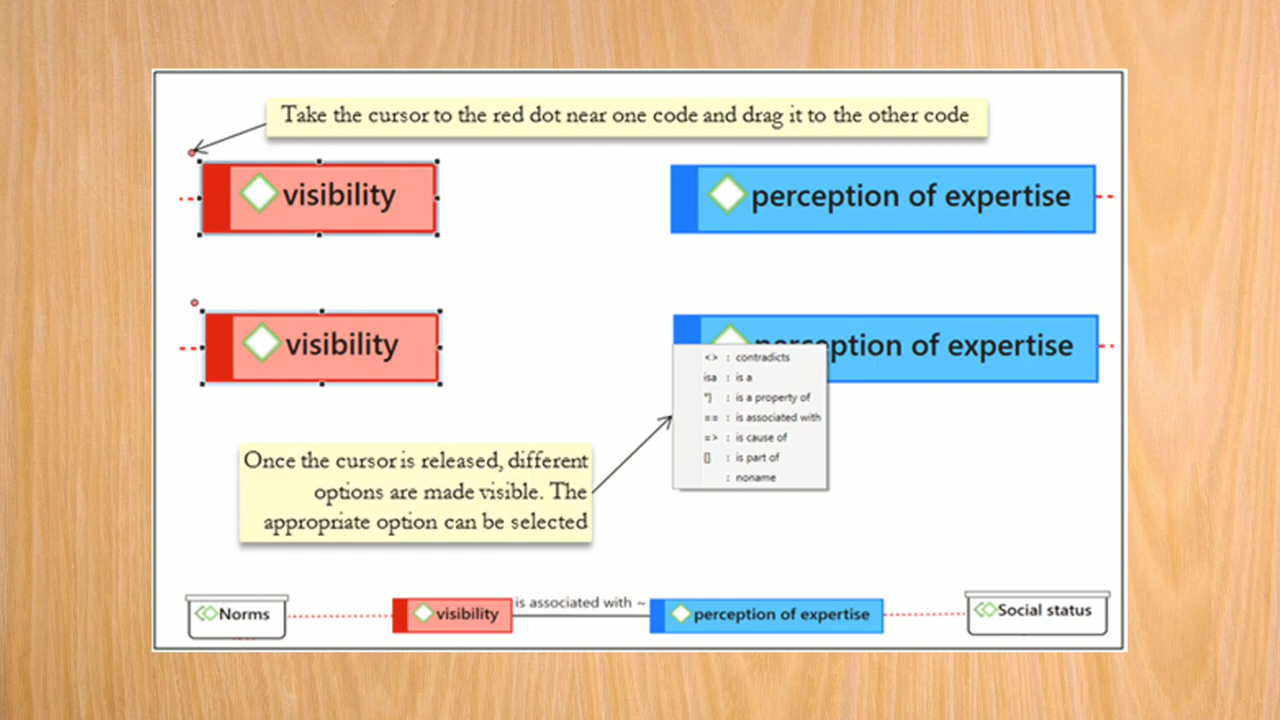 Take the cursor to the red dot near one code and drag it to the other code
visibility
perception of expertise
visibility
perception of expertise
<> : contradicts
isa : is a
*} : is a property of
== : is associated with
=> : is cause of
[] : is part of
: noname
Once the cursor is released, different
options are made visible. The
appropriate option can be selected
Norms
visibility
is associated with ~
perception of expertise
Social status